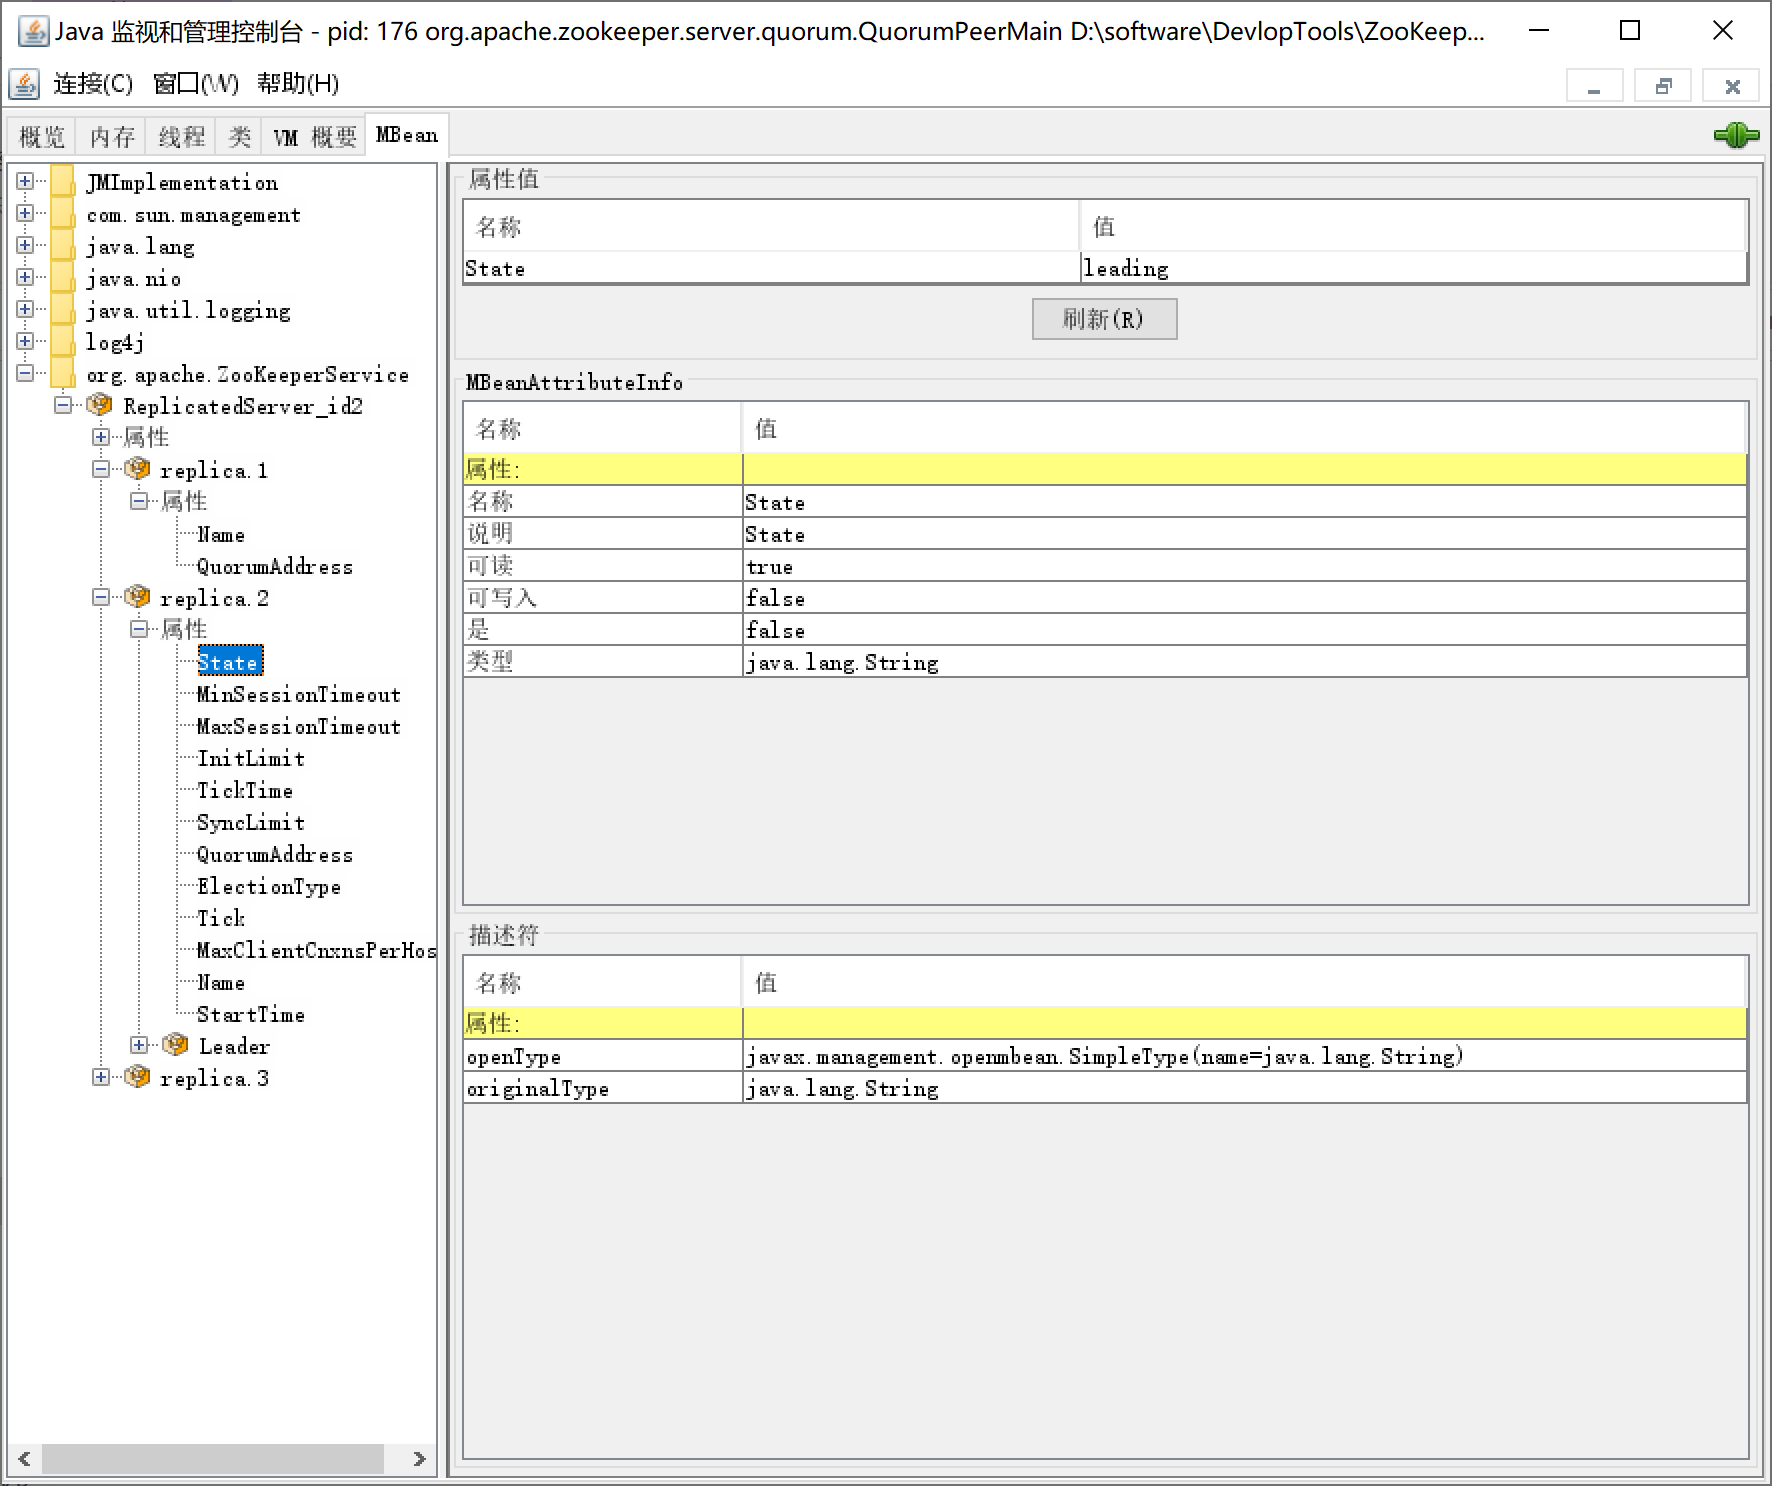 Java 监视和管理控制台 - pid: 176 org.apache.zookeeper.server.quorum.QuorumPeerMain D:\software\DevlopTools\ZooKeep...
连接(C) 窗口(W) 帮助(H)
概览 内存 线程 类 VM 概要 MBean
JMImplementation
com.sun.management
java.lang
java.nio
java.util.logging
log4j
org.apache.ZooKeeperService
ReplicatedServer_id2
属性
replica.1
属性
Name
QuorumAddress
replica.2
属性
State
MinSessionTimeout
MaxSessionTimeout
InitLimit
TickTime
SyncLimit
QuorumAddress
ElectionType
Tick
MaxClientCnxnsPerHos
Name
StartTime
Leader
replica.3
属性值
名称 值
State leading
刷新(R)
MBeanAttributeInfo
名称 值
属性:
名称 State
说明 State
可读 true
可写入 false
是 false
类型 java.lang.String
描述符
名称 值
属性:
openType javax.management.openmbean.SimpleType(name=java.lang.String)
originalType java.lang.String